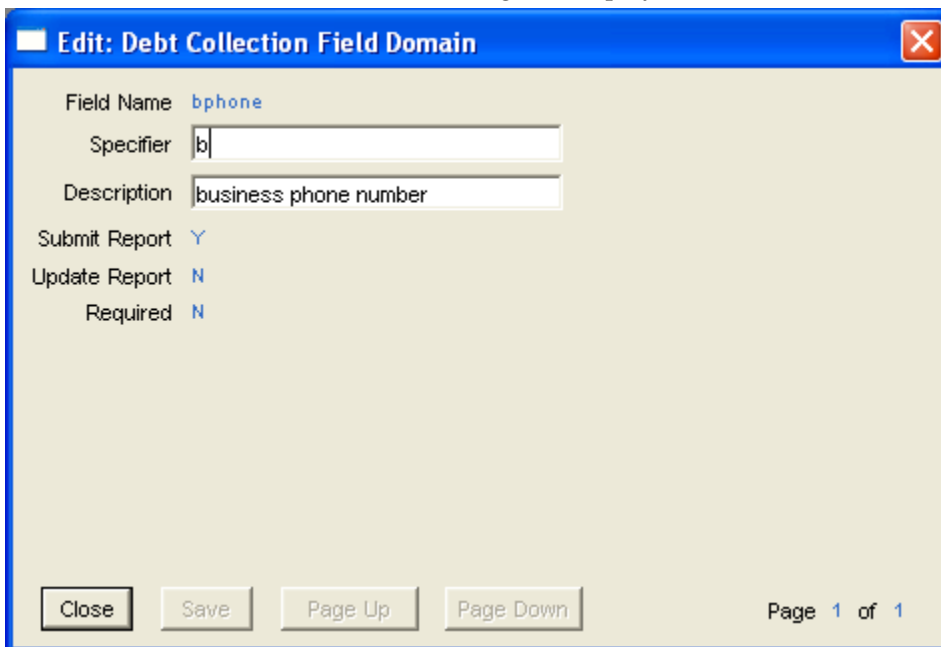 Edit: Debt Collection Field Domain
Field Name bphone
Specifier b
Description business phone number
Submit Report Y
Update Report N
Required N
Close Save Page Up Page Down Page 1 of 1